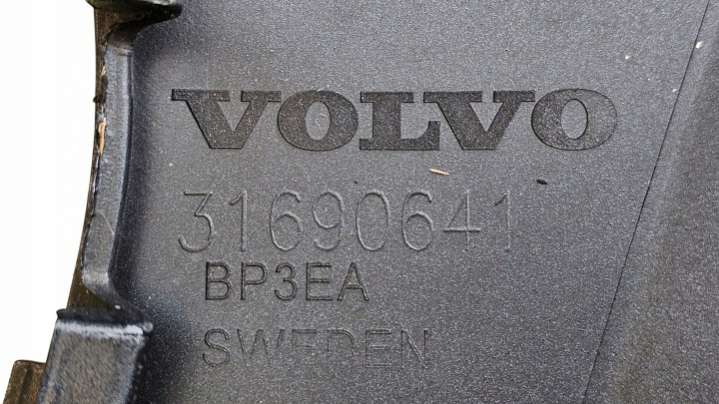 VOLVO
31690641
BP3EA
SWEDEN